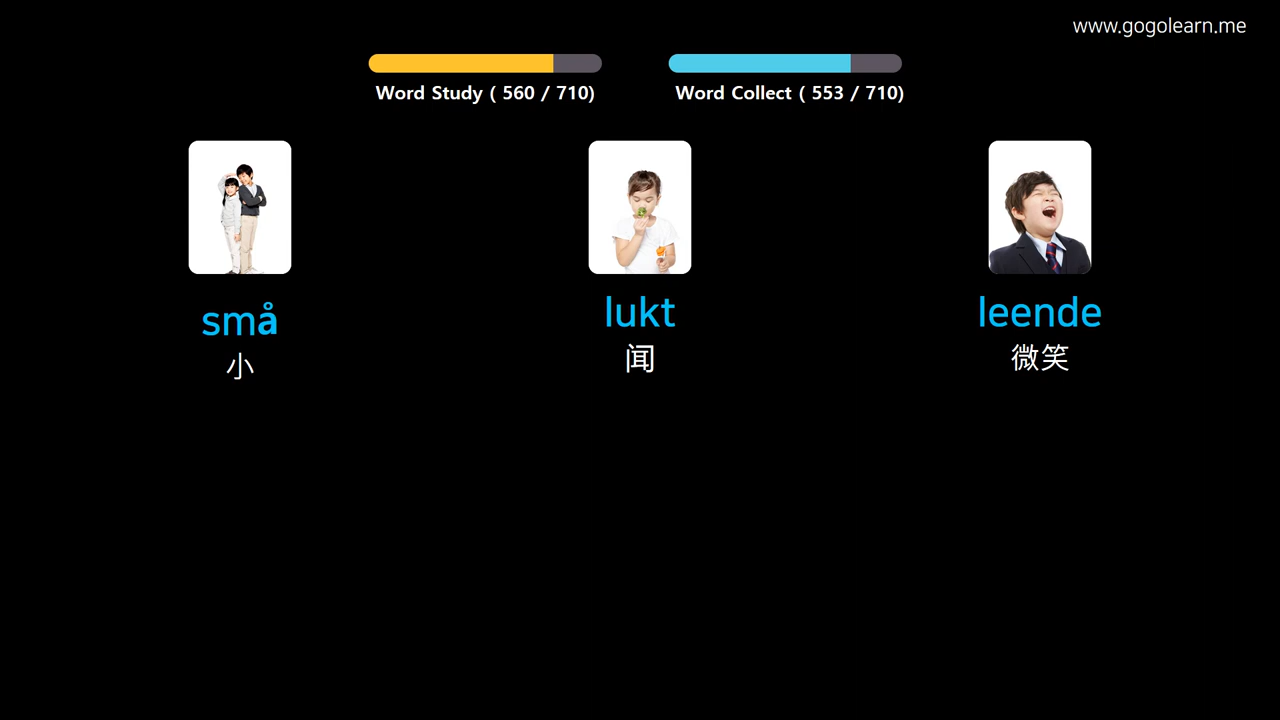 www.gogolearn.me
Word Study ( 560 / 710)
Word Collect ( 553 / 710)
små
小
lukt
闻
leende
微笑